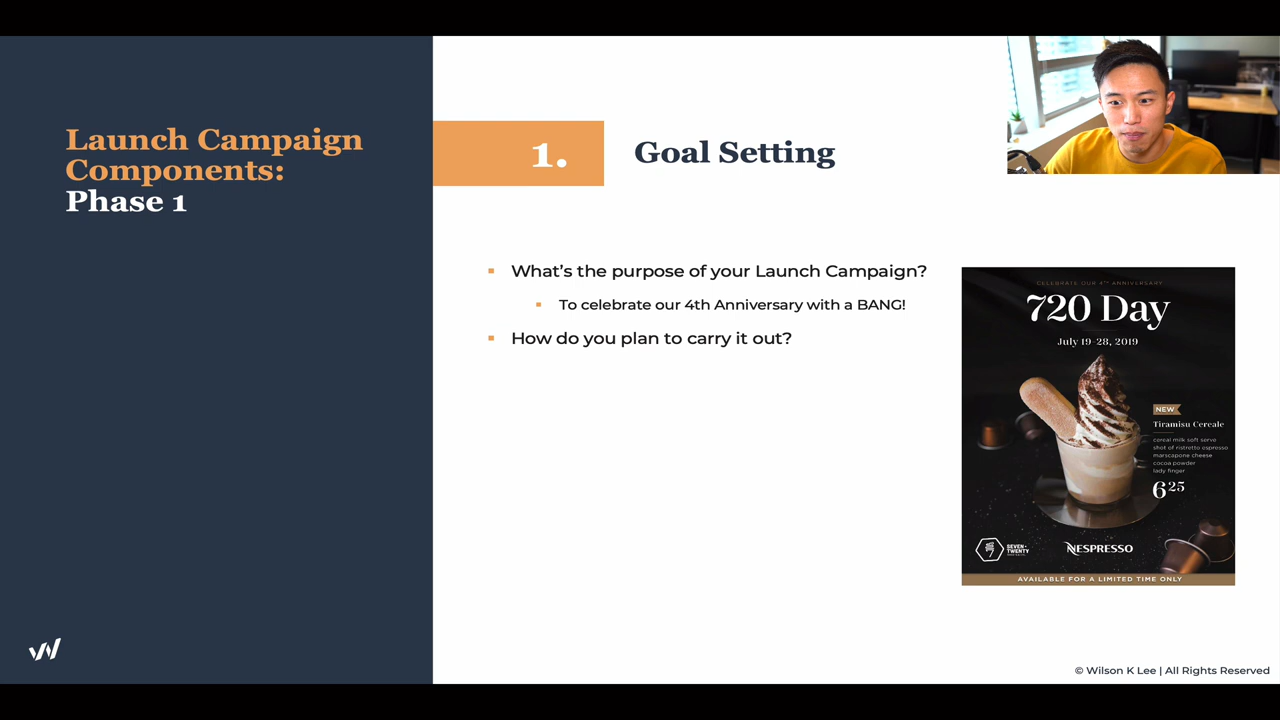 Launch Campaign
Components:
Phase 1
1.
Goal Setting
What's the purpose of your Launch Campaign?
To celebrate our 4th Anniversary with a BANG!
How do you plan to carry it out?
CELEBRATE OUR 4TH ANNIVERSARY
720 Day
July 19-28, 2019
NEW
Tiramisu Cereale
cereal milk soft serve
shot of ristretto espresso
marscapone cheese
cocoa powder
lady finger
625
SEVEN+
TWENTY
NESPRESSO
AVAILABLE FOR A LIMITED TIME ONLY
© Wilson K Lee | All Rights Reserved